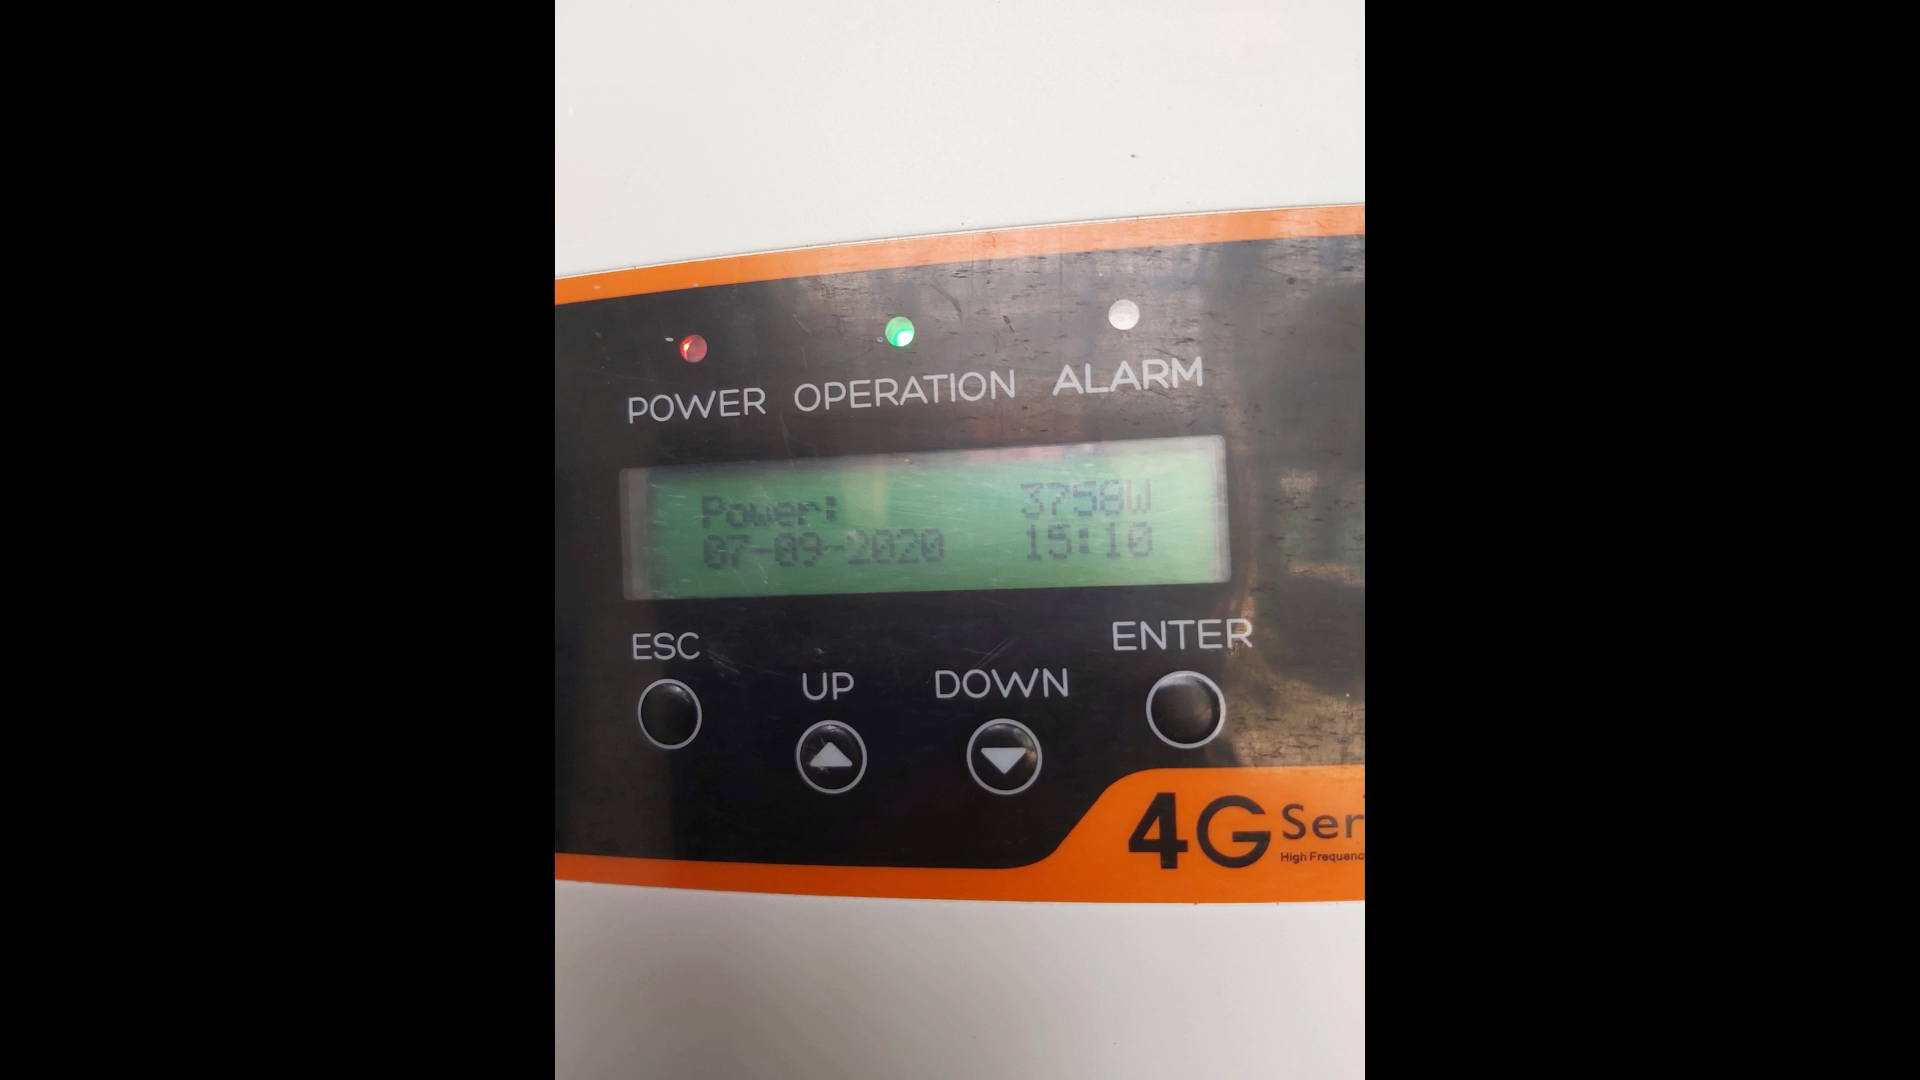 POWER OPERATION ALARM
Power: 3758W
07-09-2020 15:10
ESC
UP
DOWN
ENTER
4G Ser
High Frequenc